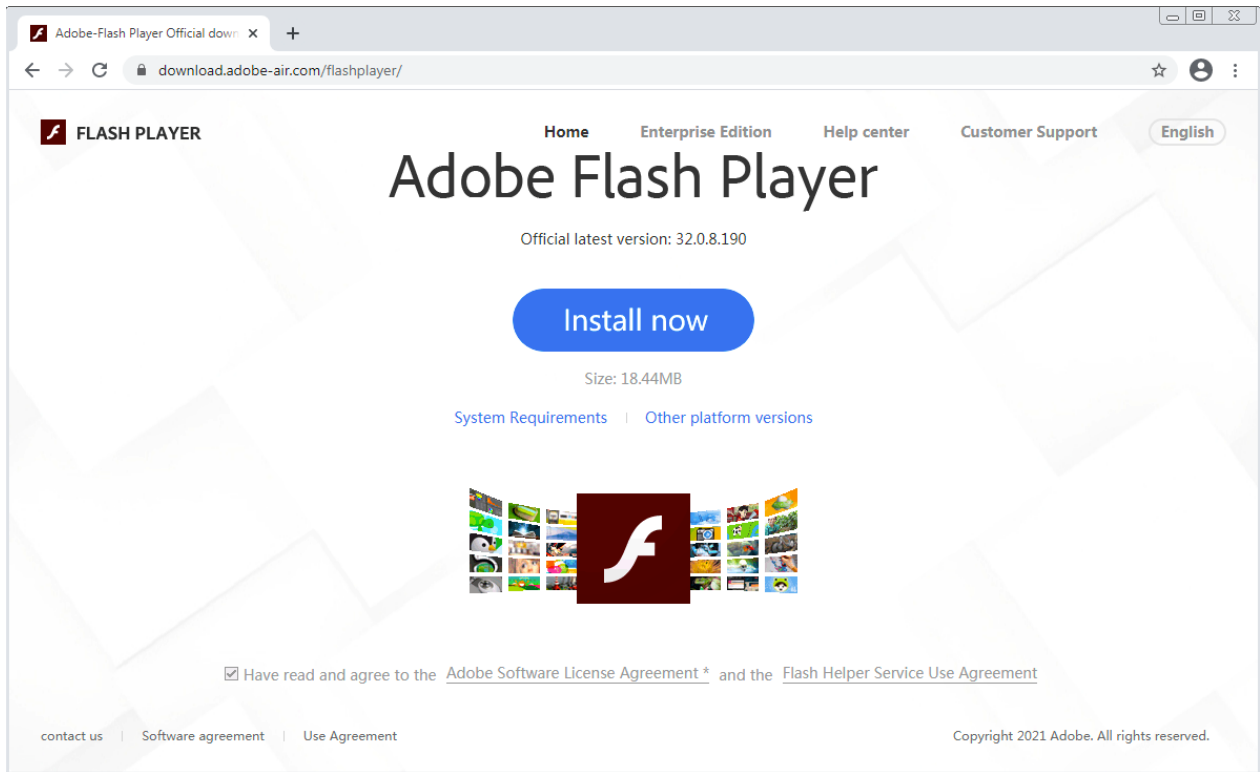 Adobe-Flash Player Official down
download.adobe-air.com/flashplayer/
FLASH PLAYER
Home Enterprise Edition Help center Customer Support English
Adobe Flash Player
Official latest version: 32.0.8.190
Install now
Size: 18.44MB
System Requirements | Other platform versions
Have read and agree to the Adobe Software License Agreement * and the Flash Helper Service Use Agreement
contact us | Software agreement | Use Agreement Copyright 2021 Adobe. All rights reserved.